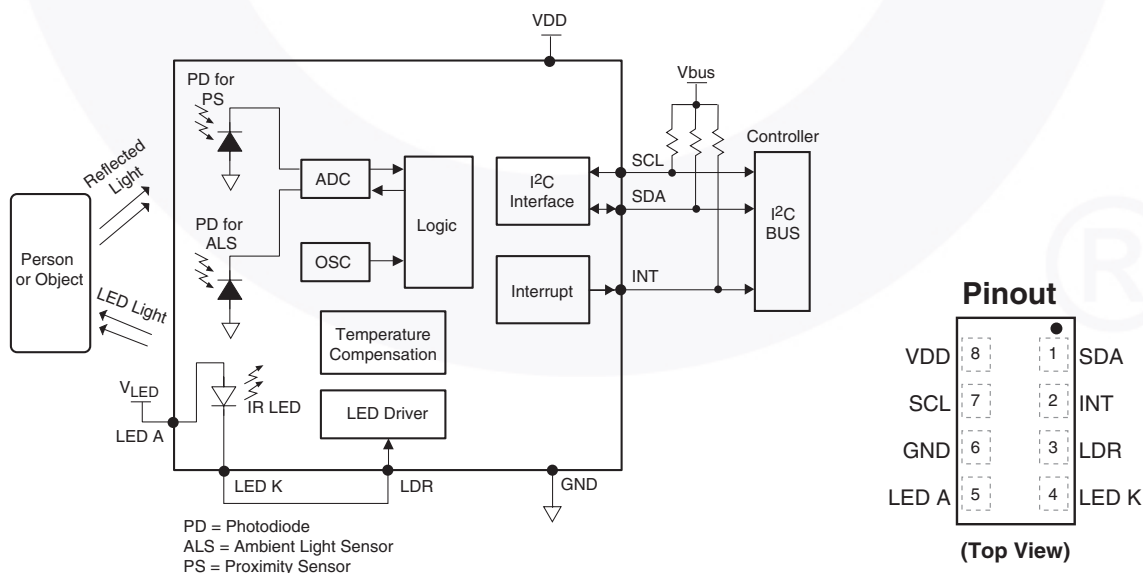 VDD
PD for
PS
Vbus
Controller
Reflected
Light
ADC
SCL
I2C
Interface
SDA
I2C
BUS
Logic
PD for
ALS
Person
or Object
OSC
LED Light
INT
Interrupt
Temperature
Compensation
VLED
IR LED
LED Driver
LED A
LED K
LDR
GND
PD = Photodiode
ALS = Ambient Light Sensor
PS = Proximity Sensor
®
Pinout
VDD 8 1 SDA
SCL 7 2 INT
GND 6 3 LDR
LED A 5 4 LED K
(Top View)